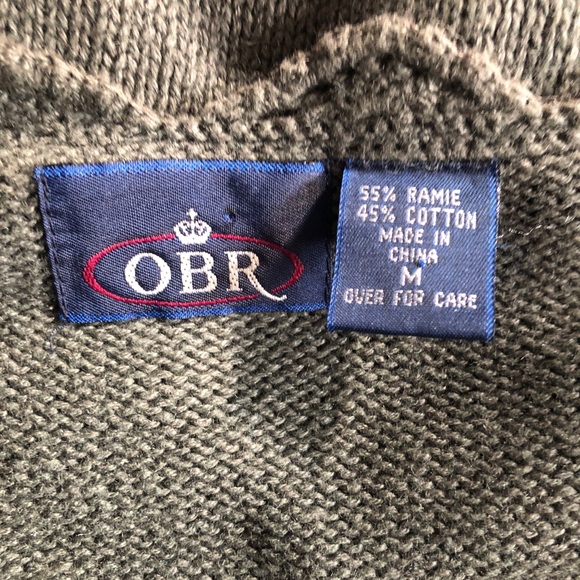 OBR
55% RAMIE
45% COTTON
MADE IN
CHINA
M
OVER FOR CARE